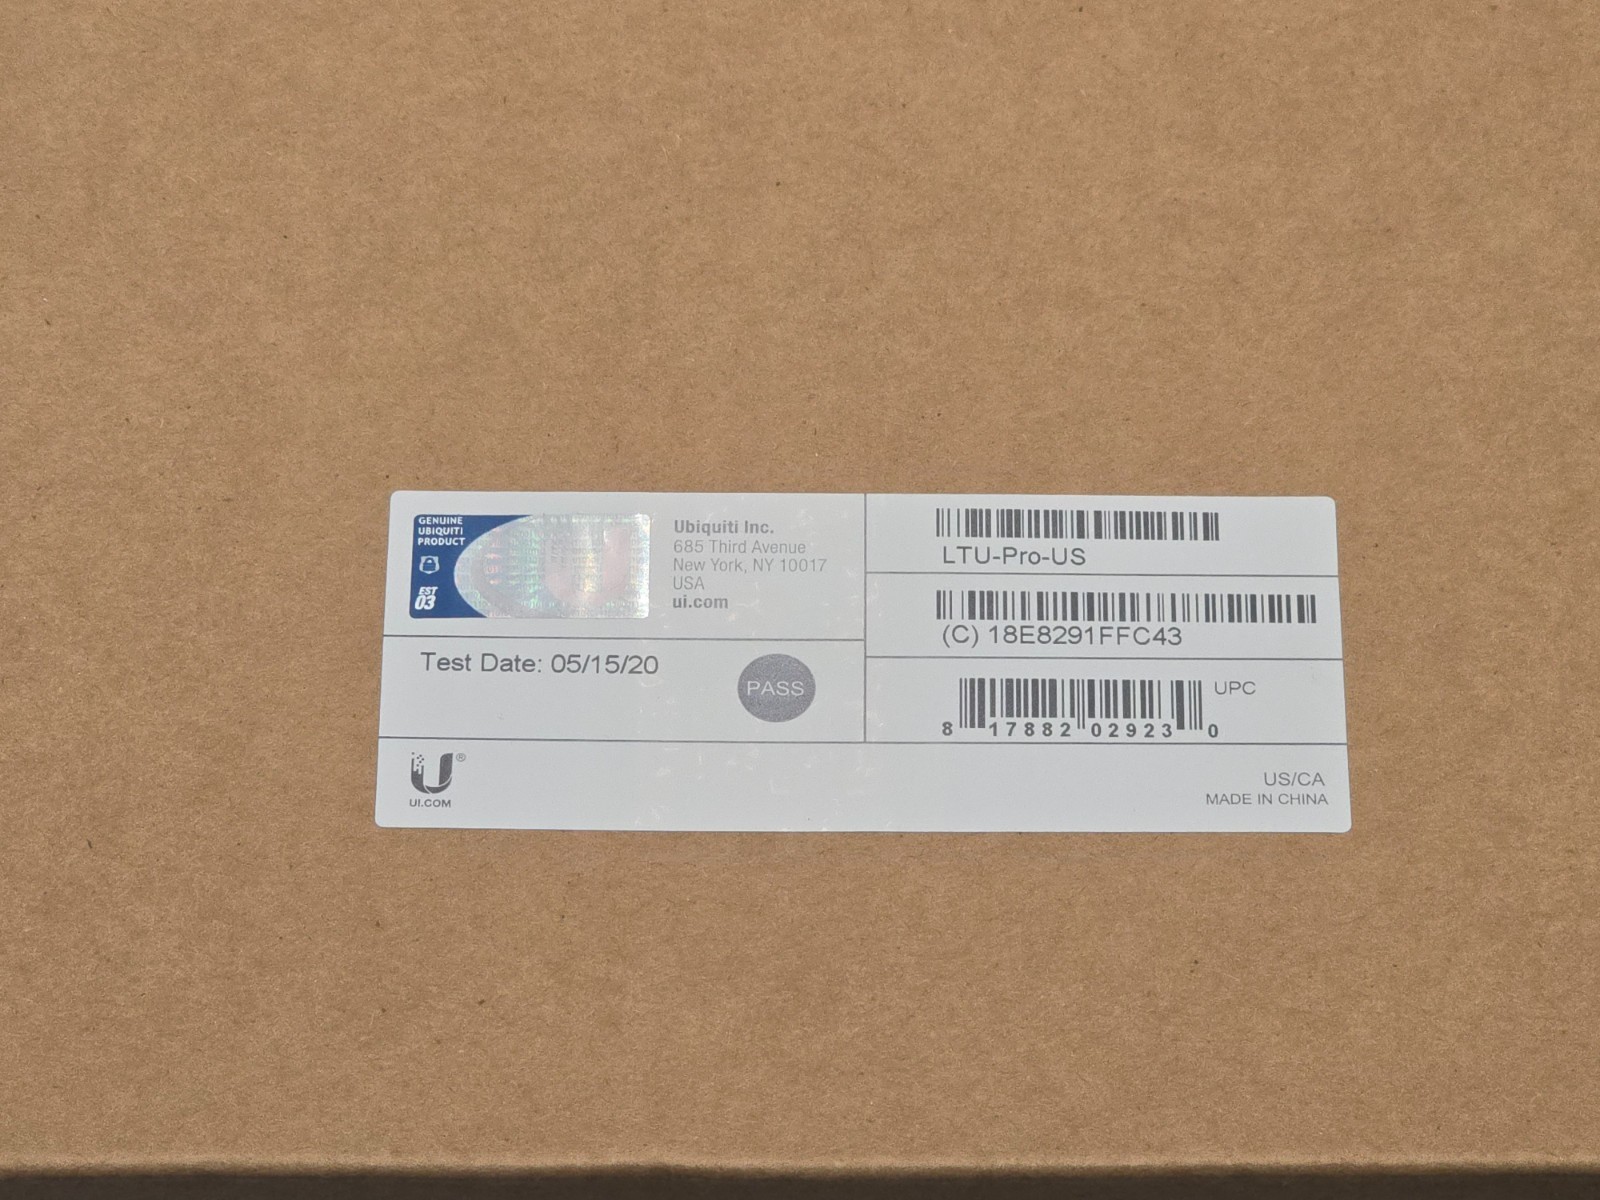 GENUINE
UBIQUITI
PRODUCT
EST
03
Ubiquiti Inc.
685 Third Avenue
New York, NY 10017
USA
ui.com
Test Date: 05/15/20
PASS
LTU-Pro-US
(C) 18E8291FFC43
UPC
8 17882 02923 0
U®
UI.COM
US/CA
MADE IN CHINA